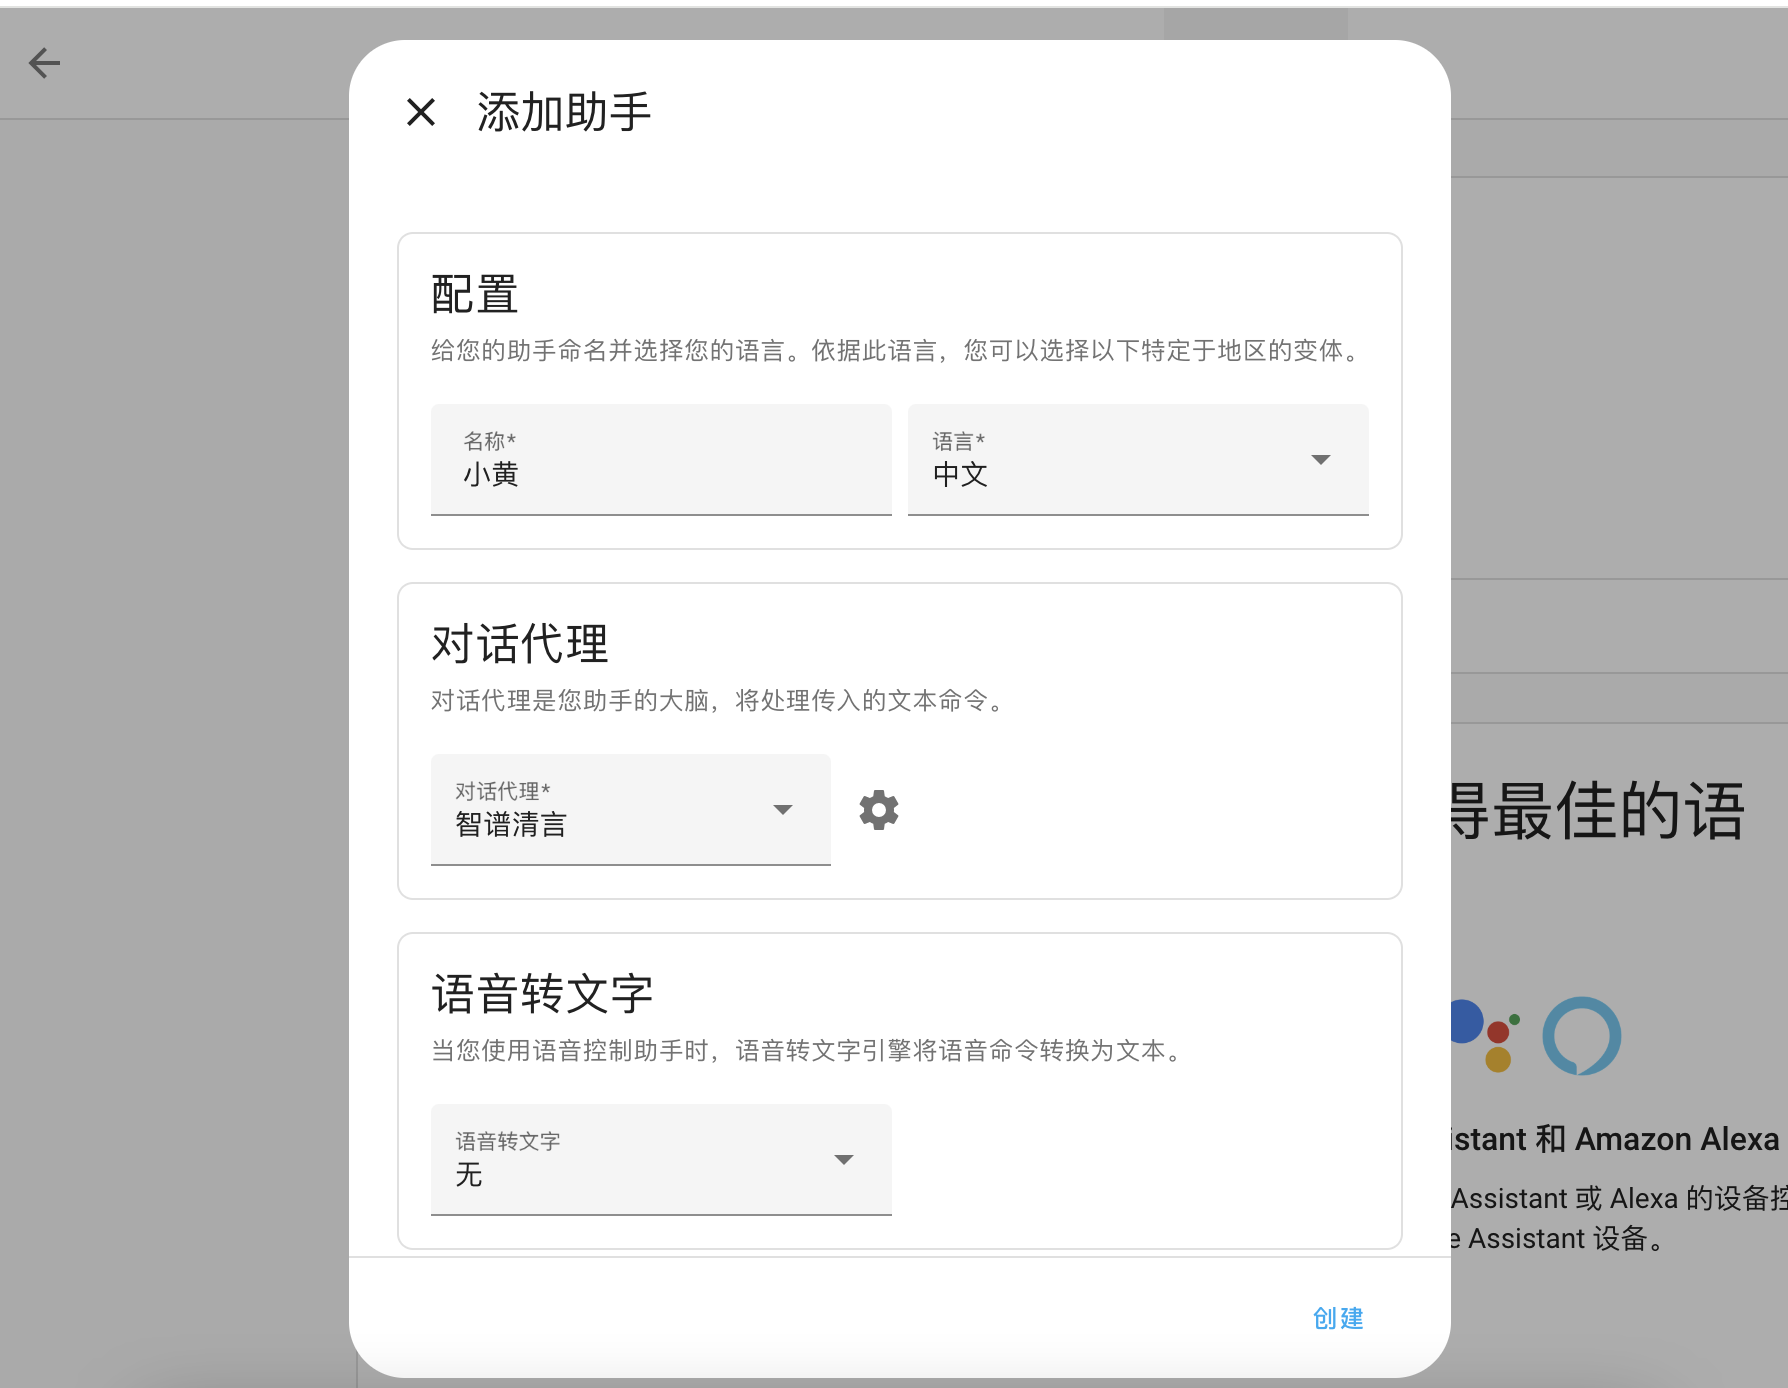 添加助手
配置
给您的助手命名并选择您的语言。依据此语言，您可以选择以下特定于地区的变体。
名称*
小黄
语言*
中文
对话代理
对话代理是您助手的大脑，将处理传入的文本命令。
对话代理*
智谱清言
语音转文字
当您使用语音控制助手时，语音转文字引擎将语音命令转换为文本。
语音转文字
无
创建
得最佳的语
istant 和 Amazon Alexa
Assistant 或 Alexa 的设备控
e Assistant 设备。